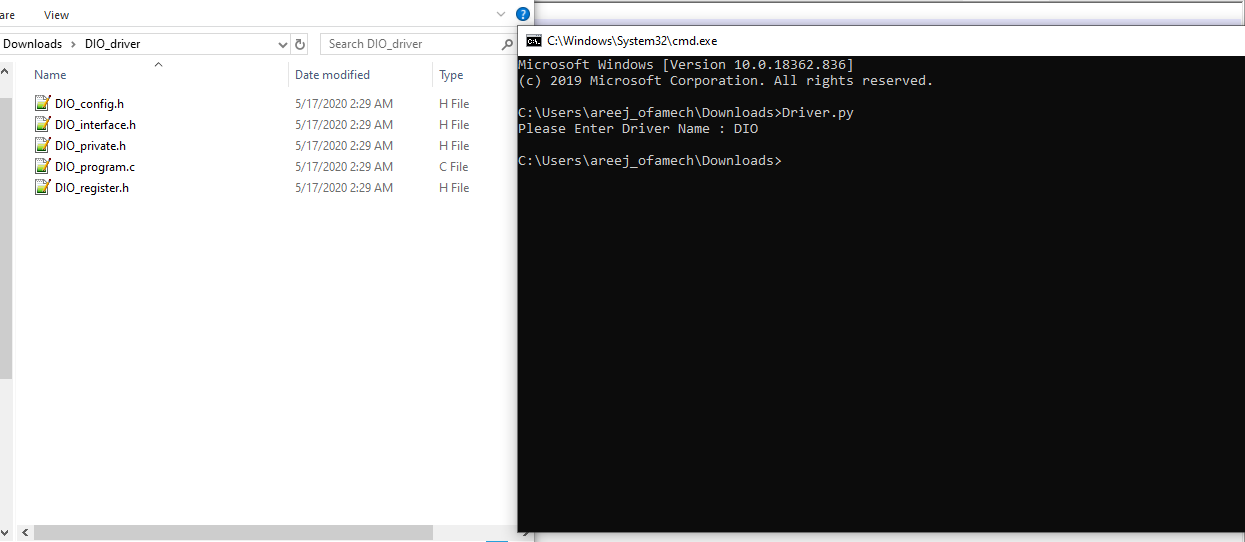 are View
Downloads > DIO_driver Search DIO_driver
Name Date modified Type
DIO_config.h 5/17/2020 2:29 AM H File
DIO_interface.h 5/17/2020 2:29 AM H File
DIO_private.h 5/17/2020 2:29 AM H File
DIO_program.c 5/17/2020 2:29 AM C File
DIO_register.h 5/17/2020 2:29 AM H File
C:\Windows\System32\cmd.exe
Microsoft Windows [Version 10.0.18362.836]
(c) 2019 Microsoft Corporation. All rights reserved.
C:\Users\areej_ofamech\Downloads>Driver.py
Please Enter Driver Name : DIO
C:\Users\areej_ofamech\Downloads>